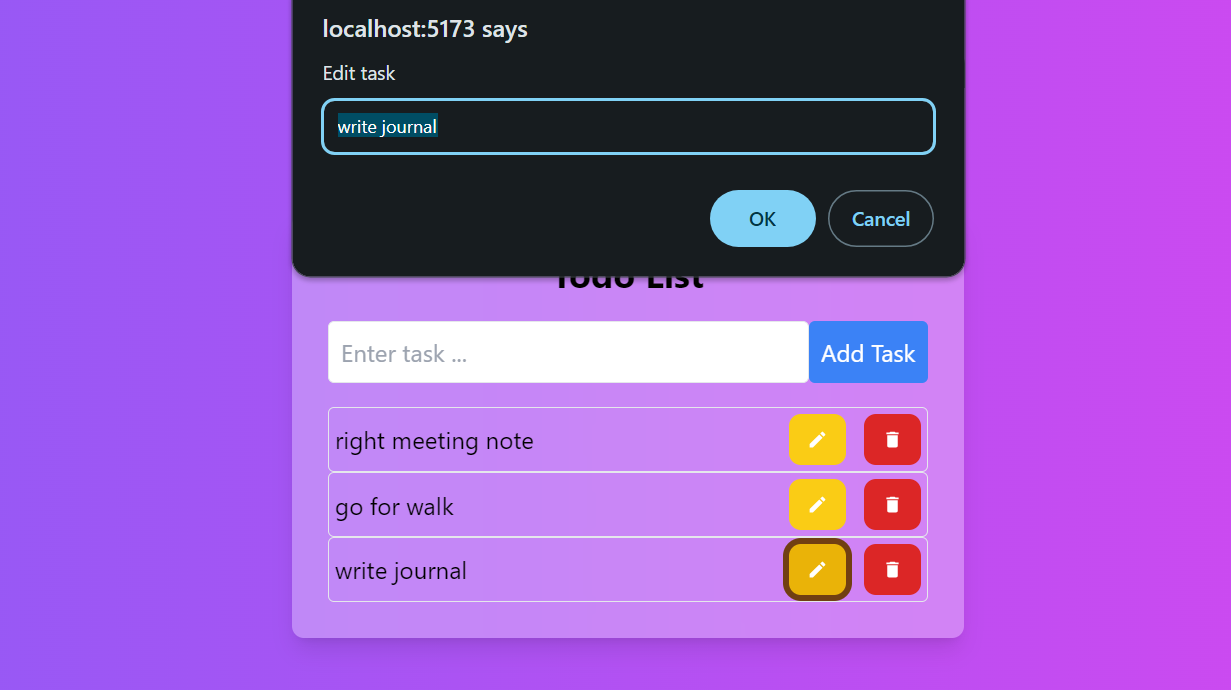 localhost:5173 says
Edit task
write journal
OK Cancel
Todo List
Enter task ...
Add Task
right meeting note
go for walk
write journal